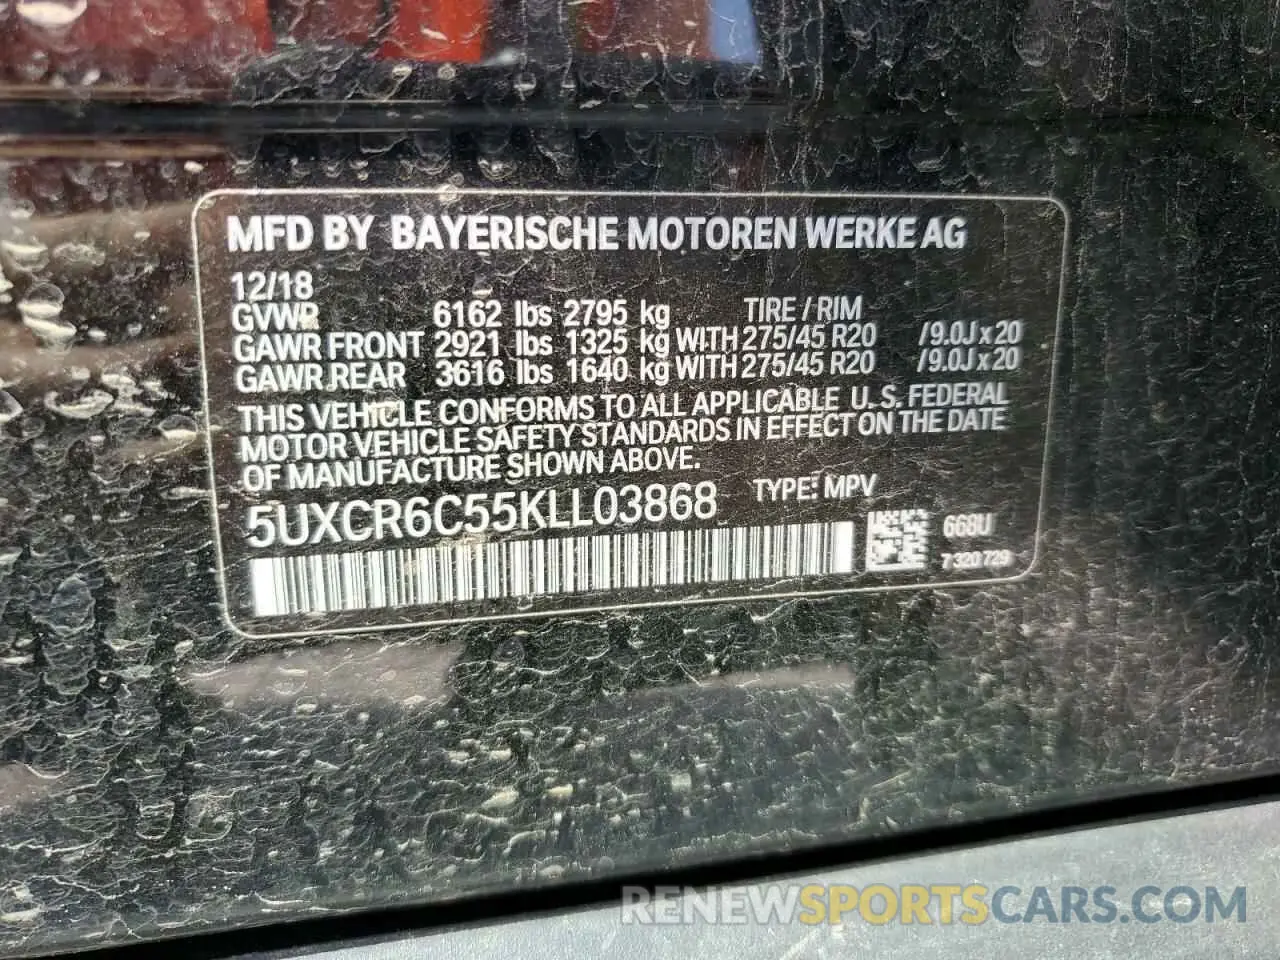 MFD BY BAYERISCHE MOTOREN WERKE AG
12/18
GVWR 6162 lbs 2795 kg TIRE / RIM
GAWR FRONT 2921 lbs 1325 kg WITH 275/45 R20 /9.0J x 20
GAWR REAR 3616 lbs 1640 kg WITH 275/45 R20 /9.0J x 20
THIS VEHICLE CONFORMS TO ALL APPLICABLE U. S. FEDERAL
MOTOR VEHICLE SAFETY STANDARDS IN EFFECT ON THE DATE
OF MANUFACTURE SHOWN ABOVE.
5UXCR6C55KLL03868 TYPE: MPV
668U
7 320 729
RENEWSPORTSCARS.COM